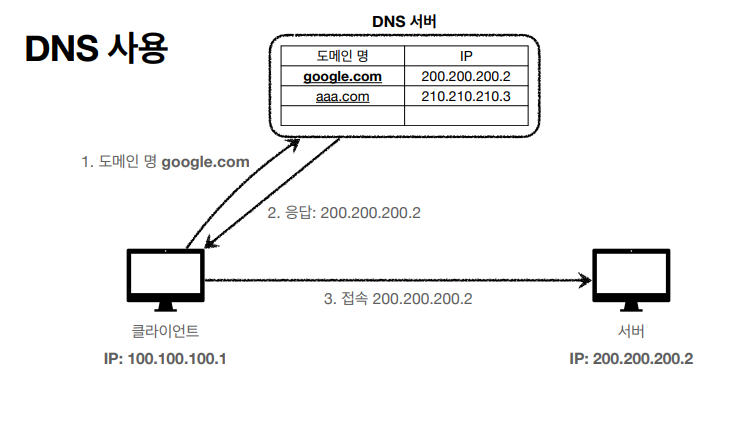 DNS 사용
DNS 서버
도메인 명 IP
google.com 200.200.200.2
aaa.com 210.210.210.3
1. 도메인 명 google.com
2. 응답: 200.200.200.2
3. 접속 200.200.200.2
클라이언트
IP: 100.100.100.1
서버
IP: 200.200.200.2